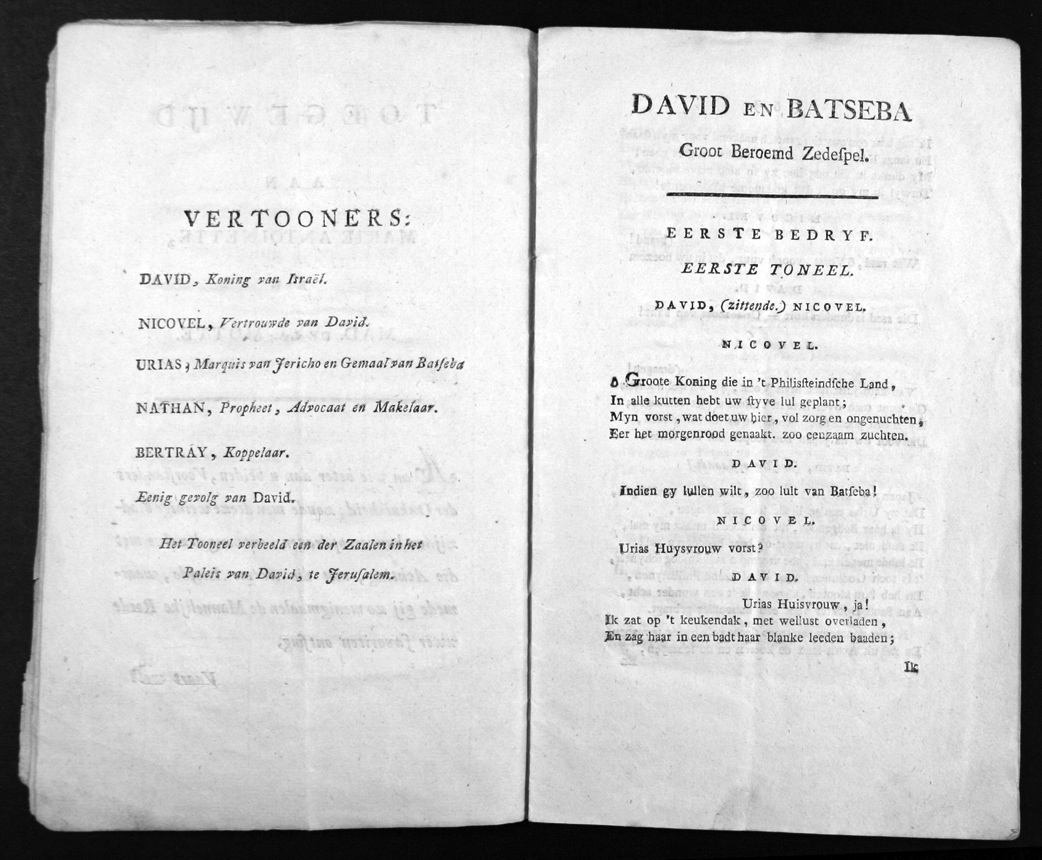 VERTOONERS:
DAVID, Koning van Israël.
NICOVEL, Vertrouwde van David.
URIAS, Marquis van Jericho en Gemaal van Batſeba
NATHAN, Propheet, Advocaat en Makelaar.
BERTRAY, Koppelaar.
Eenig gevolg van David.
Het Tooneel verbeeld een der Zaalen in het
Paleis van David, te Jeruſalem.
DAVID EN BATSEBA
Groot Beroemd Zedeſpel.
EERSTE BEDRYF.
EERSTE TONEEL.
DAVID, (zittende.) NICOVEL.
NICOVEL.
ô Groote Koning die in 't Philisſteindſche Land,
In alle kutten hebt uw ſtyve lul geplant;
Myn vorst, wat doet uw hier, vol zorg en ongenuchten,
Eer het morgenrood genaakt. zoo eenzaam zuchten.
DAVID.
Indien gy lullen wilt, zoo lult van Batſeba!
NICOVEL.
Urias Huysvrouw vorst?
DAVID.
Urias Huisvrouw, ja!
Ik zat op 't keukendak, met wellust overladen,
En zag haar in een badt haar blanke leeden baaden;
Ik